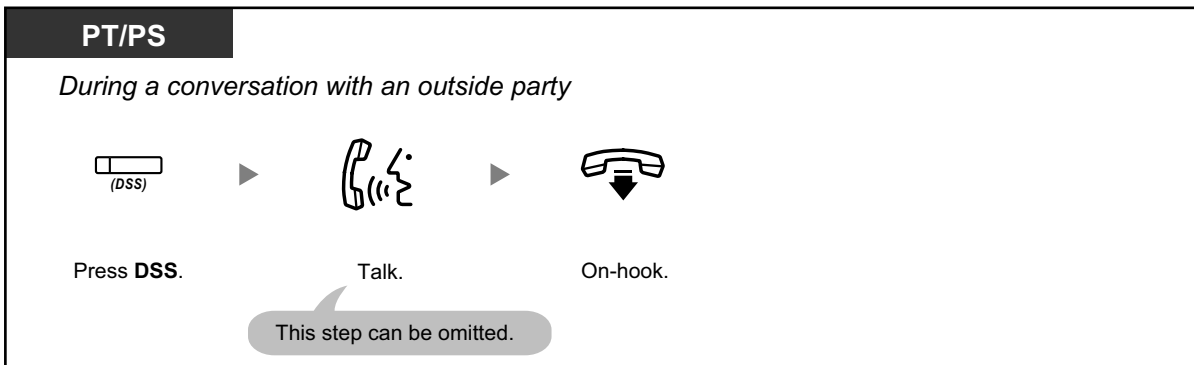 PT/PS
During a conversation with an outside party
(DSS)
Press DSS.
Talk.
On-hook.
This step can be omitted.